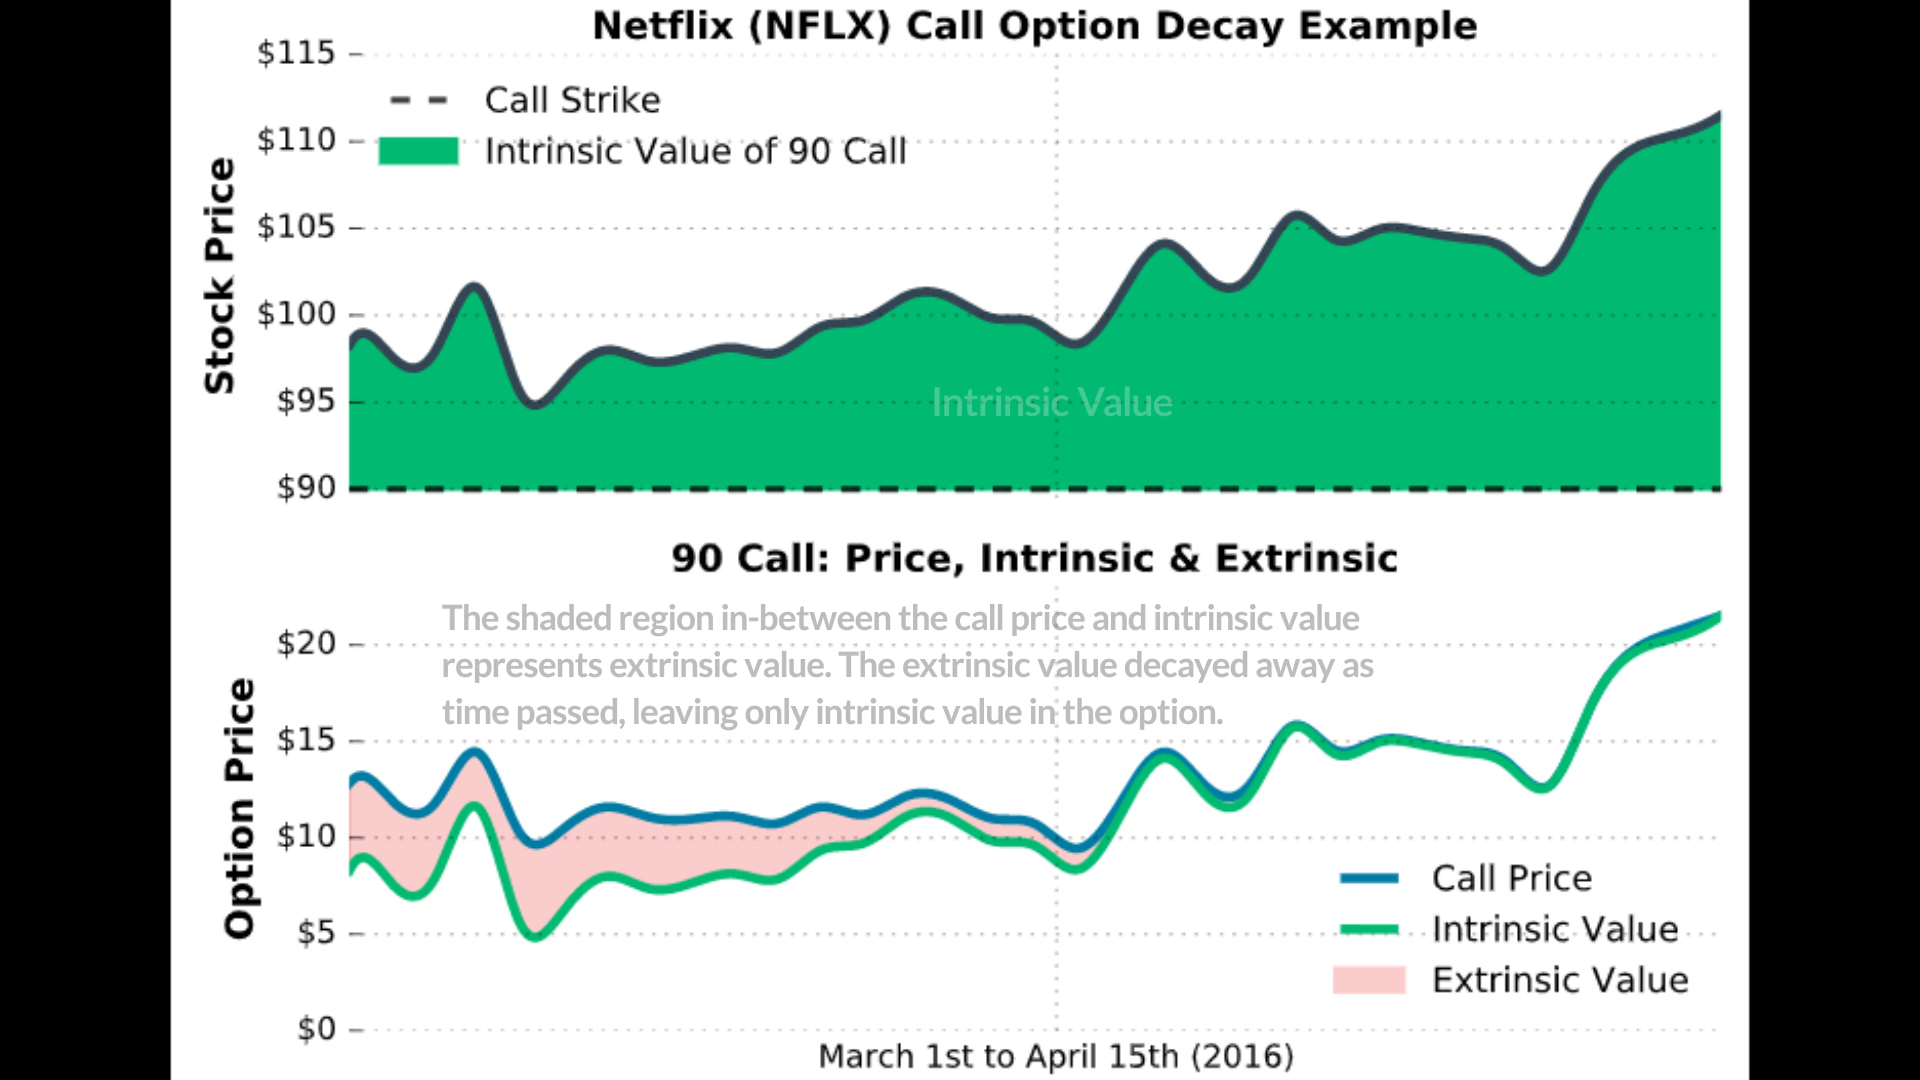 Netflix (NFLX) Call Option Decay Example
$115
Call Strike
$110
Intrinsic Value of 90 Call
$105
Stock Price
$100
$95
Intrinsic Value
$90
90 Call: Price, Intrinsic & Extrinsic
The shaded region in-between the call price and intrinsic value
$20
represents extrinsic value. The extrinsic value decayed away as
time passed, leaving only intrinsic value in the option.
$15
Option Price
$10
Call Price
$5
Intrinsic Value
Extrinsic Value
$0
March 1st to April 15th (2016)